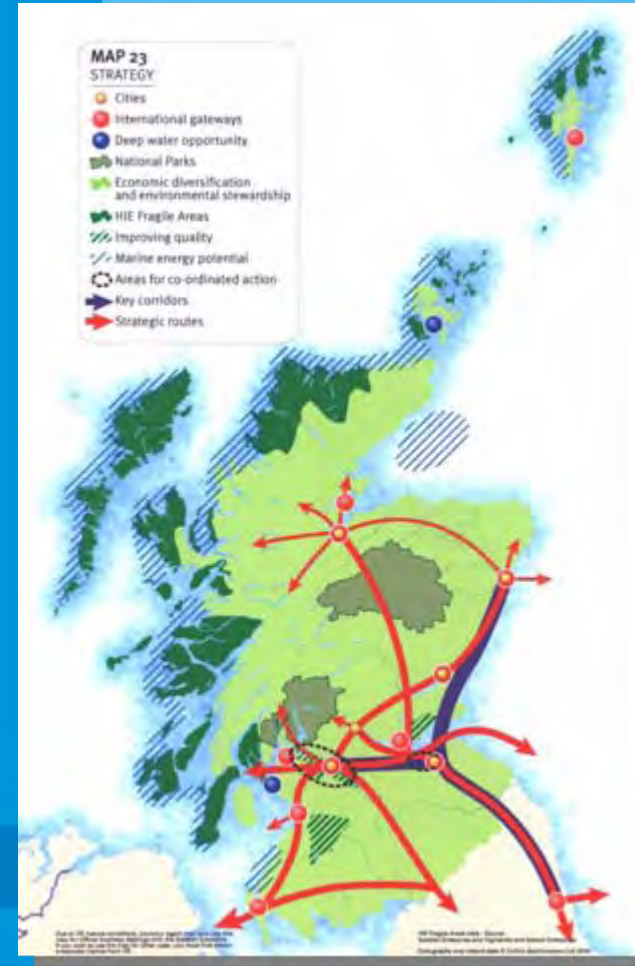 MAP 23
STRATEGY
Cities
International gateways
Deep water opportunity
National Parks
Economic diversification
and environmental stewardship
HIE Fragile Areas
Improving quality
Marine energy potential
Areas for co-ordinated action
Key corridors
Strategic routes